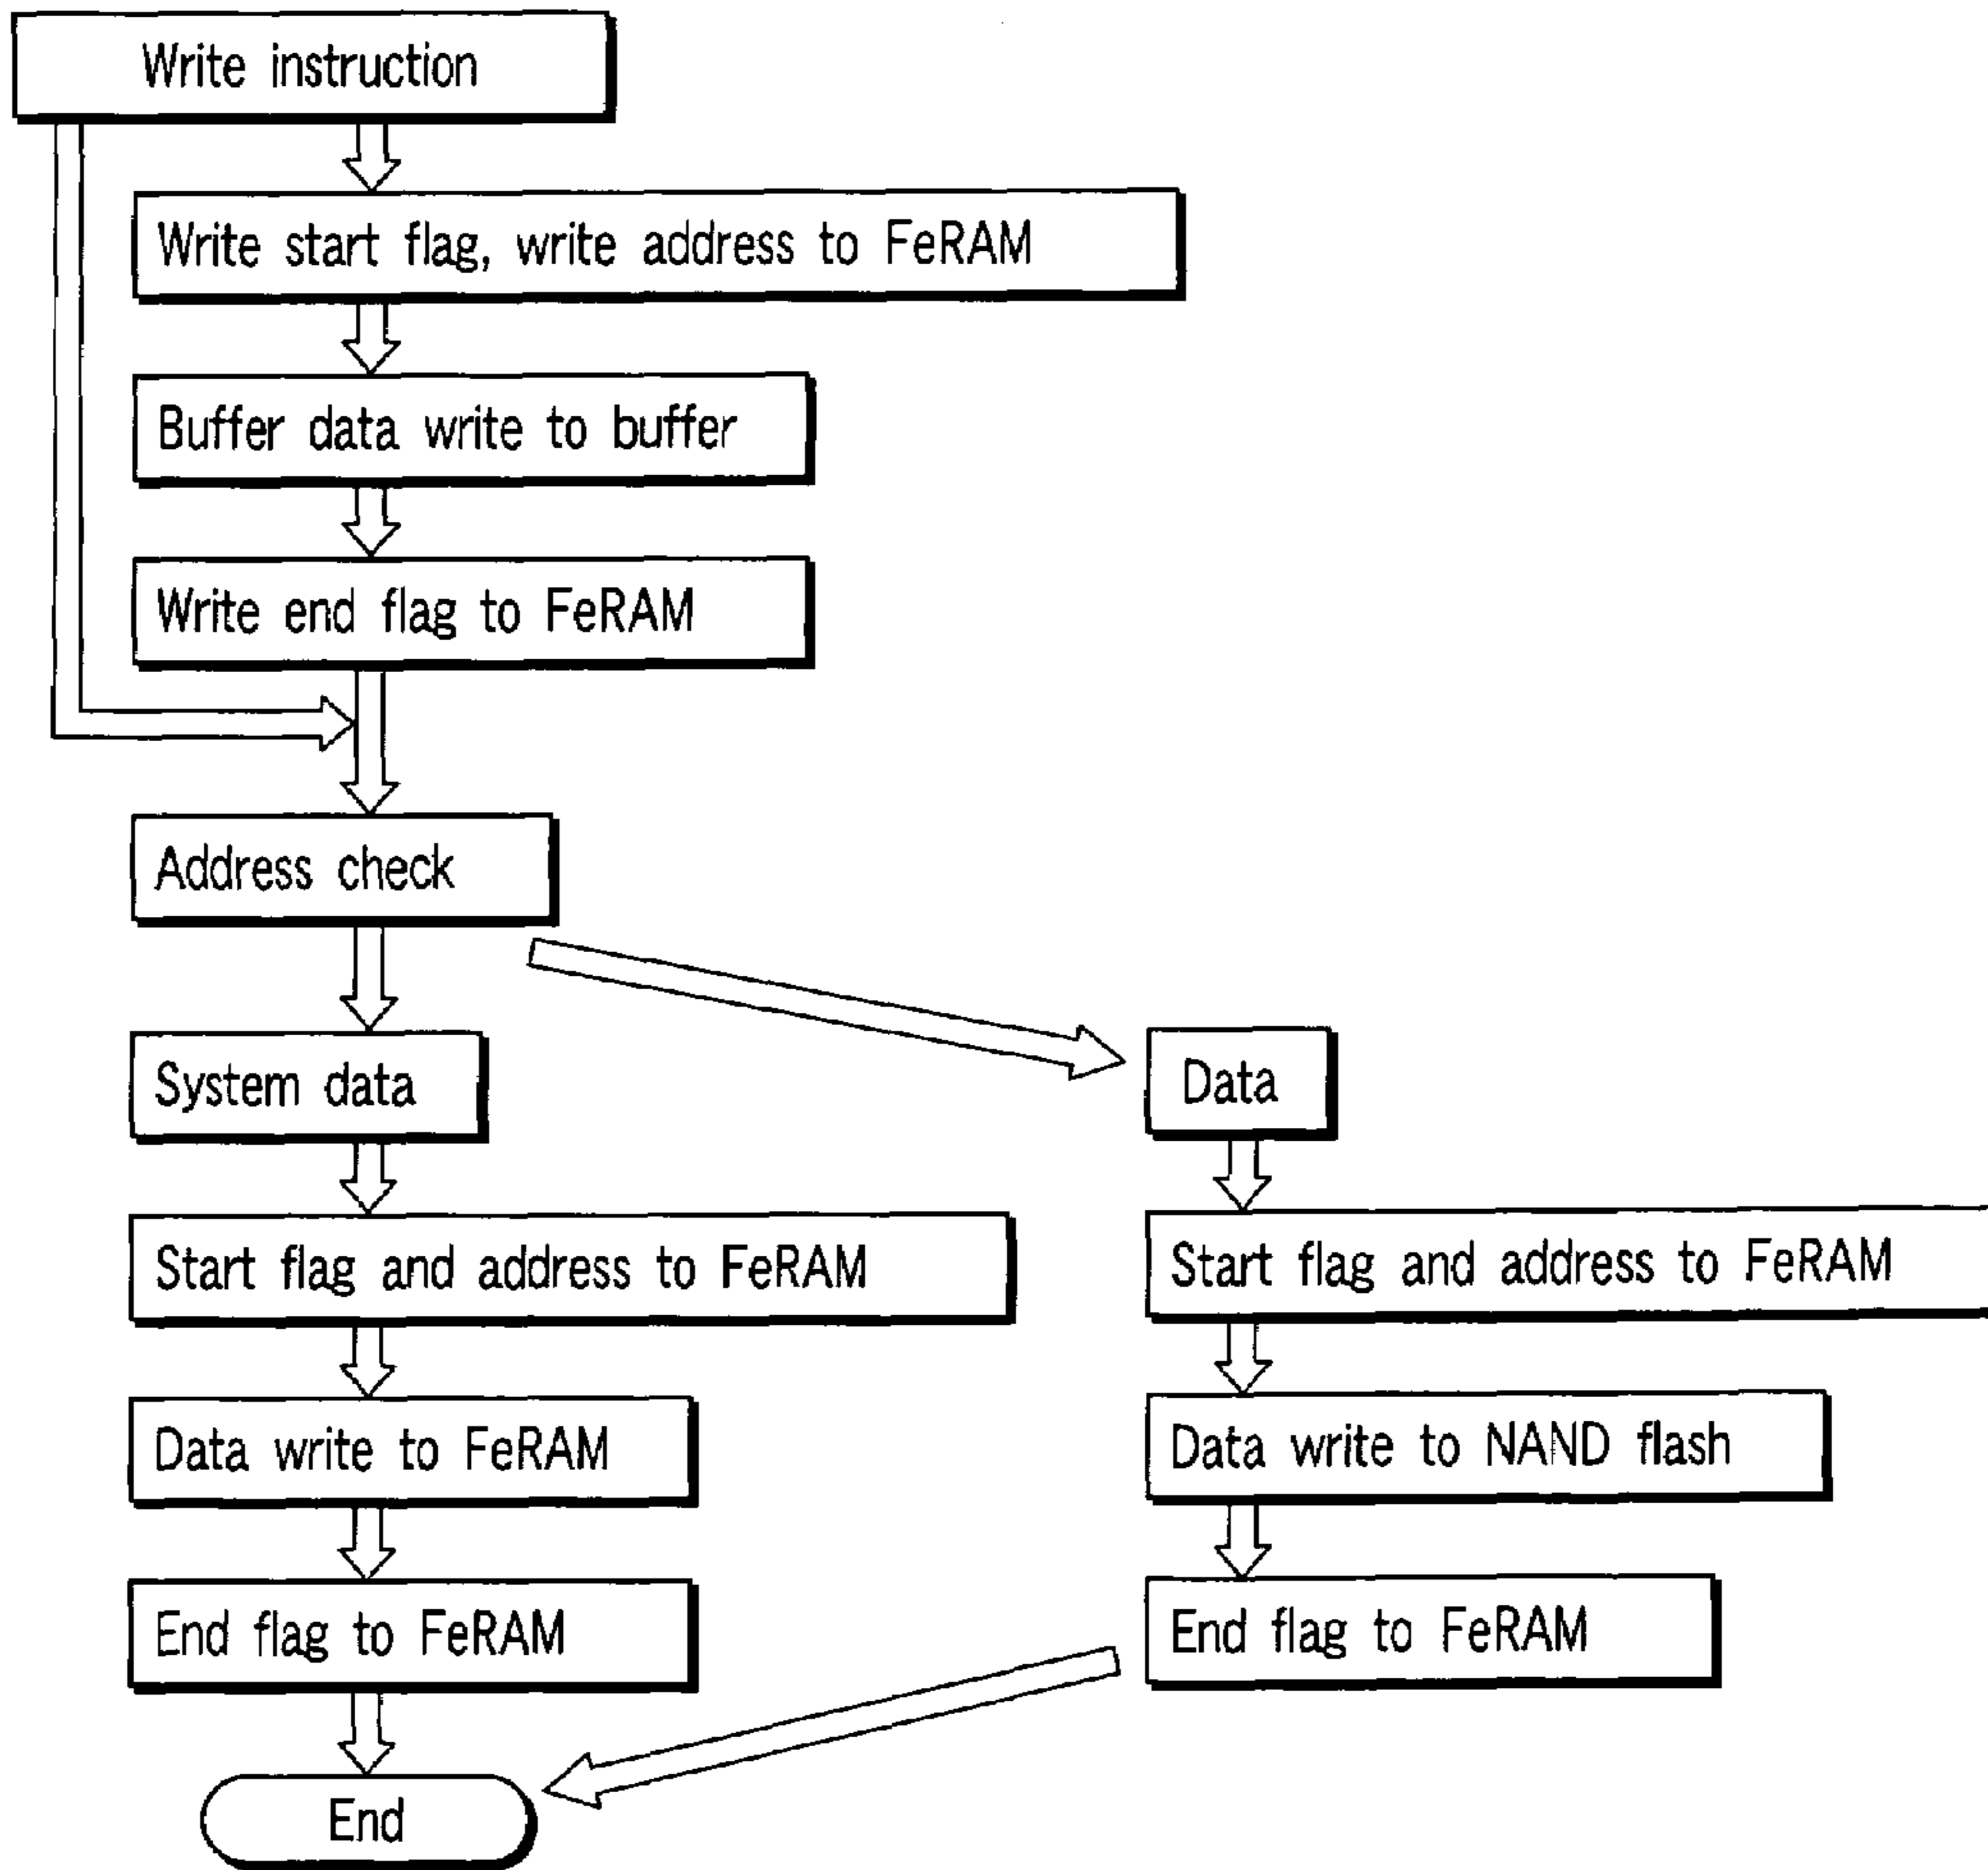 Write instruction
Write start flag, write address to FeRAM
Buffer data write to buffer
Write end flag to FeRAM
Address check
System data
Start flag and address to FeRAM
Data write to FeRAM
End flag to FeRAM
Data
Start flag and address to FeRAM
Data write to NAND flash
End flag to FeRAM
End